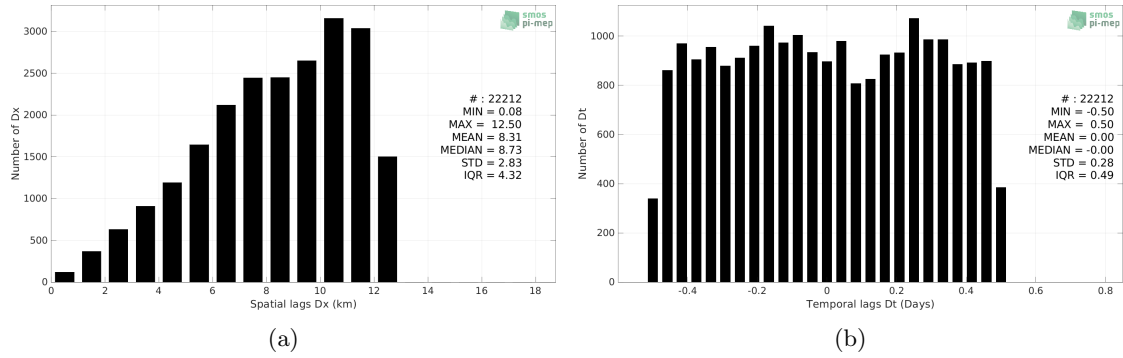 smos
pi-mep
3000
2500
2000
1500
1000
500
0
Number of Dx
# : 22212
MIN = 0.08
MAX = 12.50
MEAN = 8.31
MEDIAN = 8.73
STD = 2.83
IQR = 4.32
0 2 4 6 8 10 12 14 16 18
Spatial lags Dx (km)
(a)
smos
pi-mep
1000
800
600
400
200
0
Number of Dt
# : 22212
MIN = -0.50
MAX = 0.50
MEAN = 0.00
MEDIAN = -0.00
STD = 0.28
IQR = 0.49
-0.4 -0.2 0 0.2 0.4 0.6 0.8
Temporal lags Dt (Days)
(b)